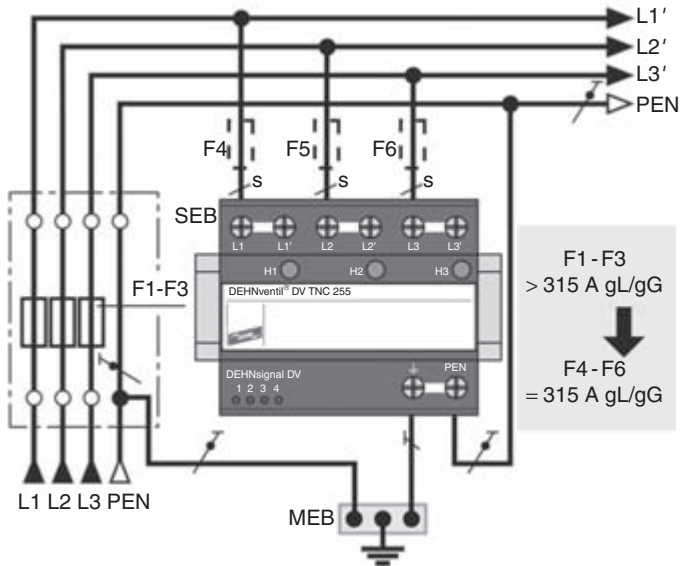 L1'
L2'
L3'
PEN
F4
F5
F6
s
s
s
SEB
L1
L1'
L2
L2'
L3
L3'
H1
H2
H3
DEHNventil® DV TNC 255
F1-F3
DEHNsignal DV
1 2 3 4
PEN
F1-F3
> 315 A gL/gG
F4-F6
= 315 A gL/gG
L1 L2 L3 PEN
MEB